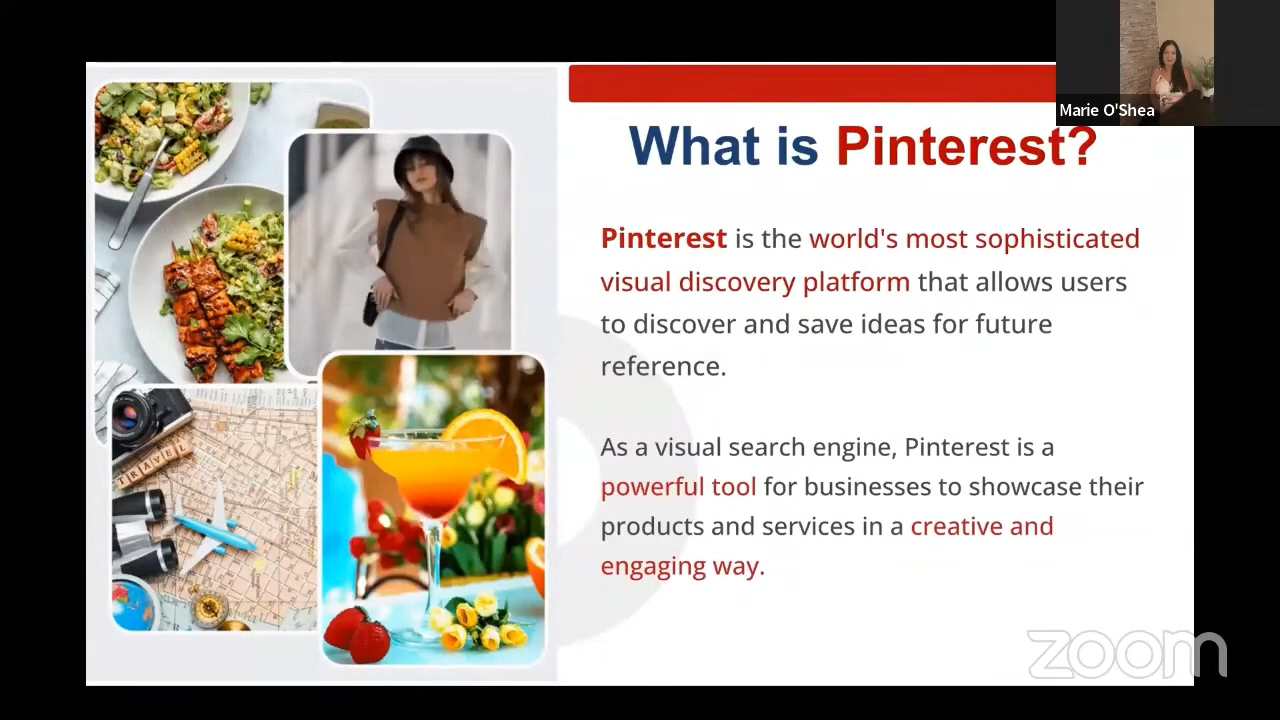 Marie O'Shea
What is Pinterest?
Pinterest is the world's most sophisticated
visual discovery platform that allows users
to discover and save ideas for future
reference.
As a visual search engine, Pinterest is a
powerful tool for businesses to showcase their
products and services in a creative and
engaging way.
TRAVEL
zoom